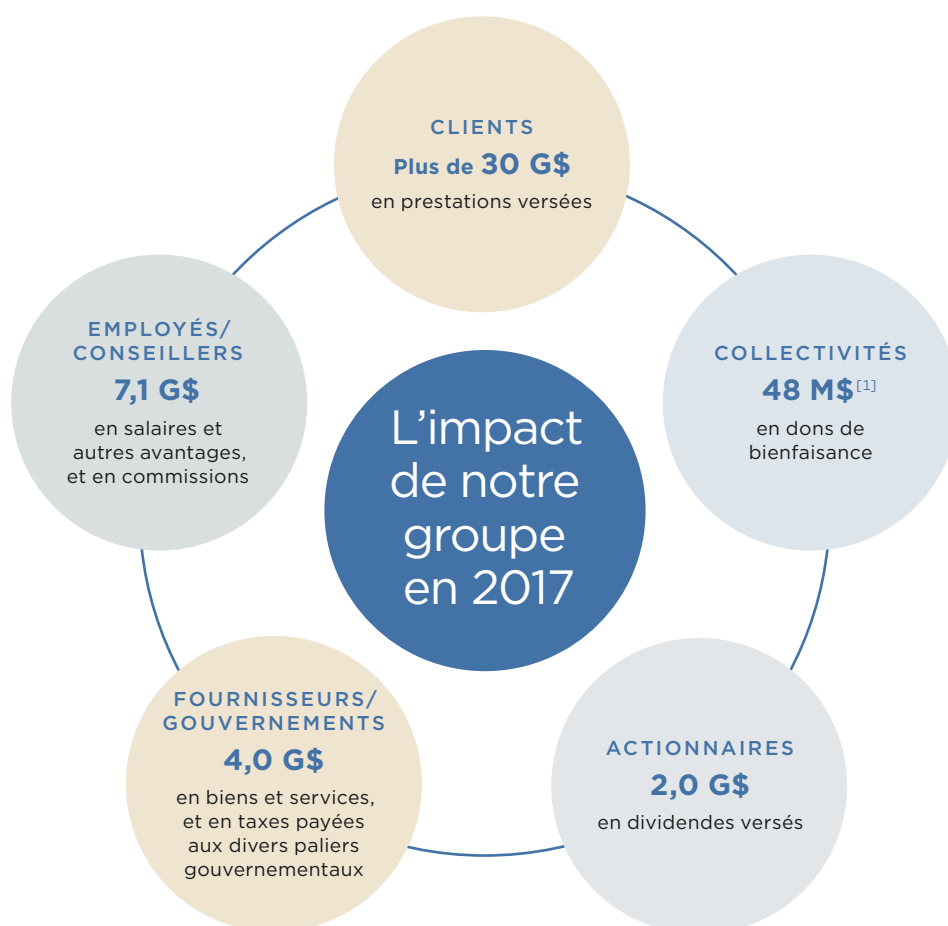 CLIENTS
Plus de 30 G$
en prestations versées
EMPLOYÉS/
CONSEILLERS
7,1 G$
en salaires et
autres avantages,
et en commissions
COLLECTIVITÉS
48 M$[1]
en dons de
bienfaisance
L'impact
de notre
groupe
en 2017
FOURNISSEURS/
GOUVERNEMENTS
4,0 G$
en biens et services,
et en taxes payées
aux divers paliers
gouvernementaux
ACTIONNAIRES
2,0 G$
en dividendes versés